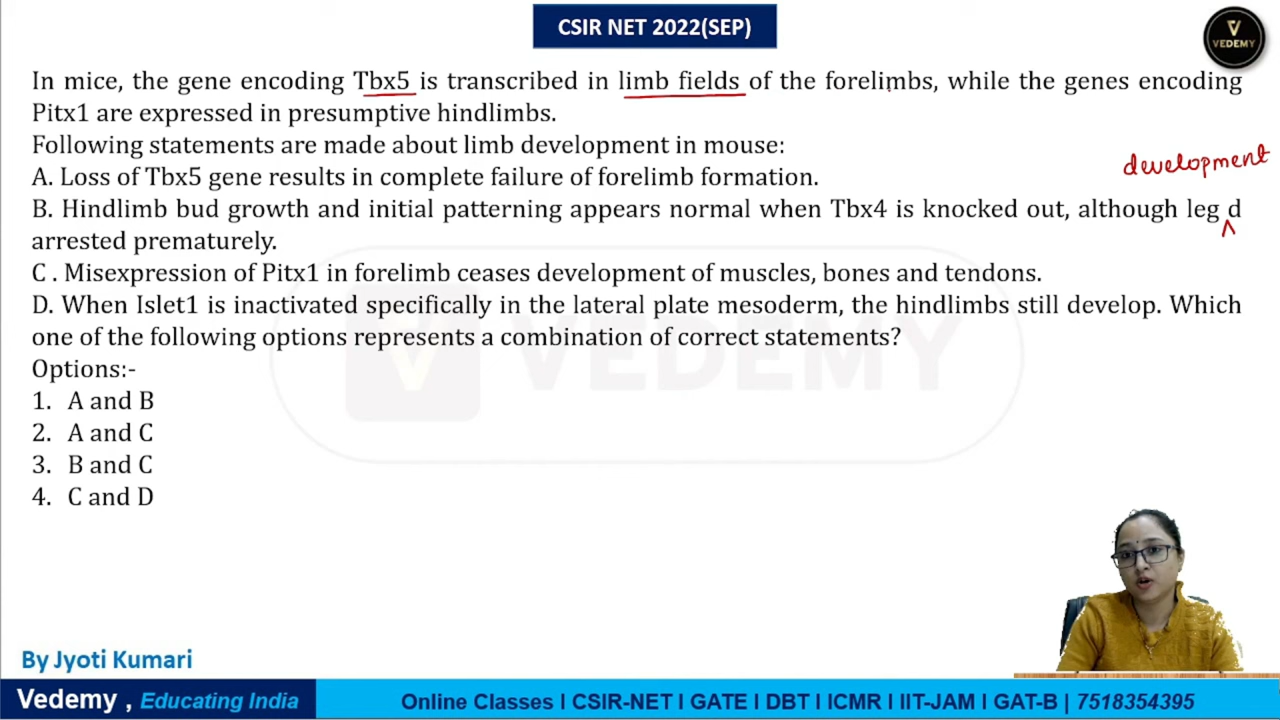 CSIR NET 2022(SEP)
VEDEMY
In mice, the gene encoding Tbx5 is transcribed in limb fields of the forelimbs, while the genes encoding
Pitx1 are expressed in presumptive hindlimbs.
Following statements are made about limb development in mouse:
development
A. Loss of Tbx5 gene results in complete failure of forelimb formation.
B. Hindlimb bud growth and initial patterning appears normal when Tbx4 is knocked out, although leg d
arrested prematurely.
C . Misexpression of Pitx1 in forelimb ceases development of muscles, bones and tendons.
D. When Islet1 is inactivated specifically in the lateral plate mesoderm, the hindlimbs still develop. Which
one of the following options represents a combination of correct statements?
VEDEMY
Options:-
1. A and B
2. A and C
3. B and C
4. C and D
By Jyoti Kumari
Vedemy , Educating India
Online Classes I CSIR-NET I GATE I DBT I ICMR I IIT-JAM I GAT-B | 7518354395